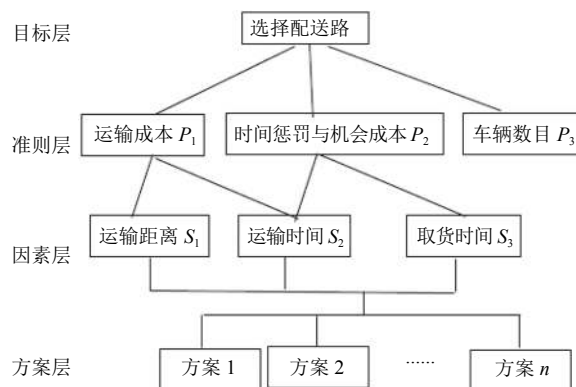 目标层 选择配送路
准则层 运输成本 P1 时间惩罚与机会成本 P2 车辆数目 P3
因素层 运输距离 S1 运输时间 S2 取货时间 S3
方案层 方案 1 方案 2 ...... 方案 n